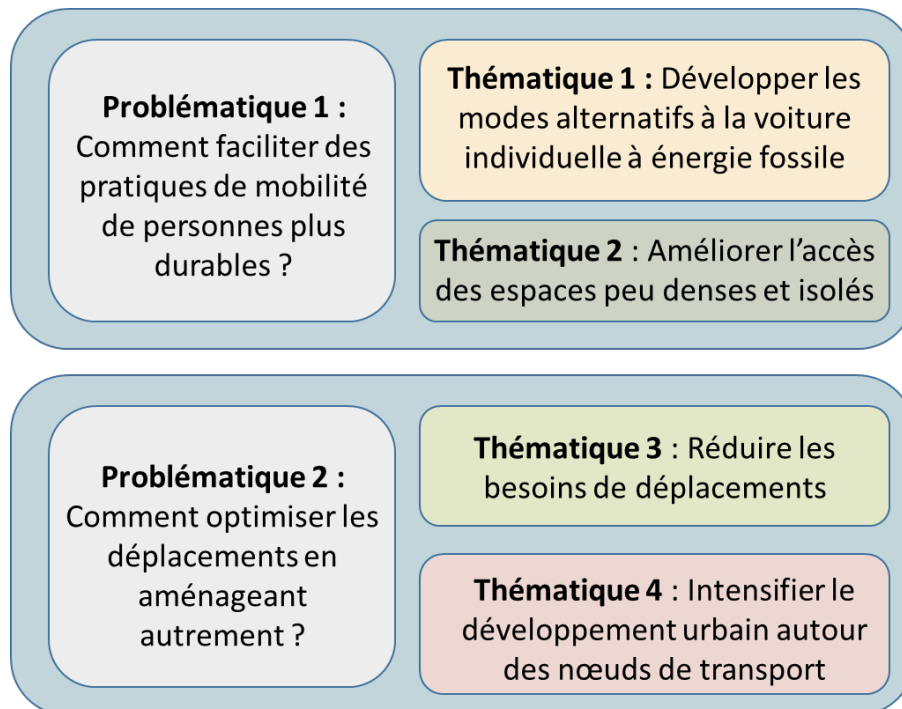 Problématique 1 :
Comment faciliter des
pratiques de mobilité
de personnes plus
durables ?
Thématique 1 : Développer les
modes alternatifs à la voiture
individuelle à énergie fossile
Thématique 2 : Améliorer l’accès
des espaces peu denses et isolés
Problématique 2 :
Comment optimiser les
déplacements en
aménageant
autrement ?
Thématique 3 : Réduire les
besoins de déplacements
Thématique 4 : Intensifier le
développement urbain autour
des nœuds de transport